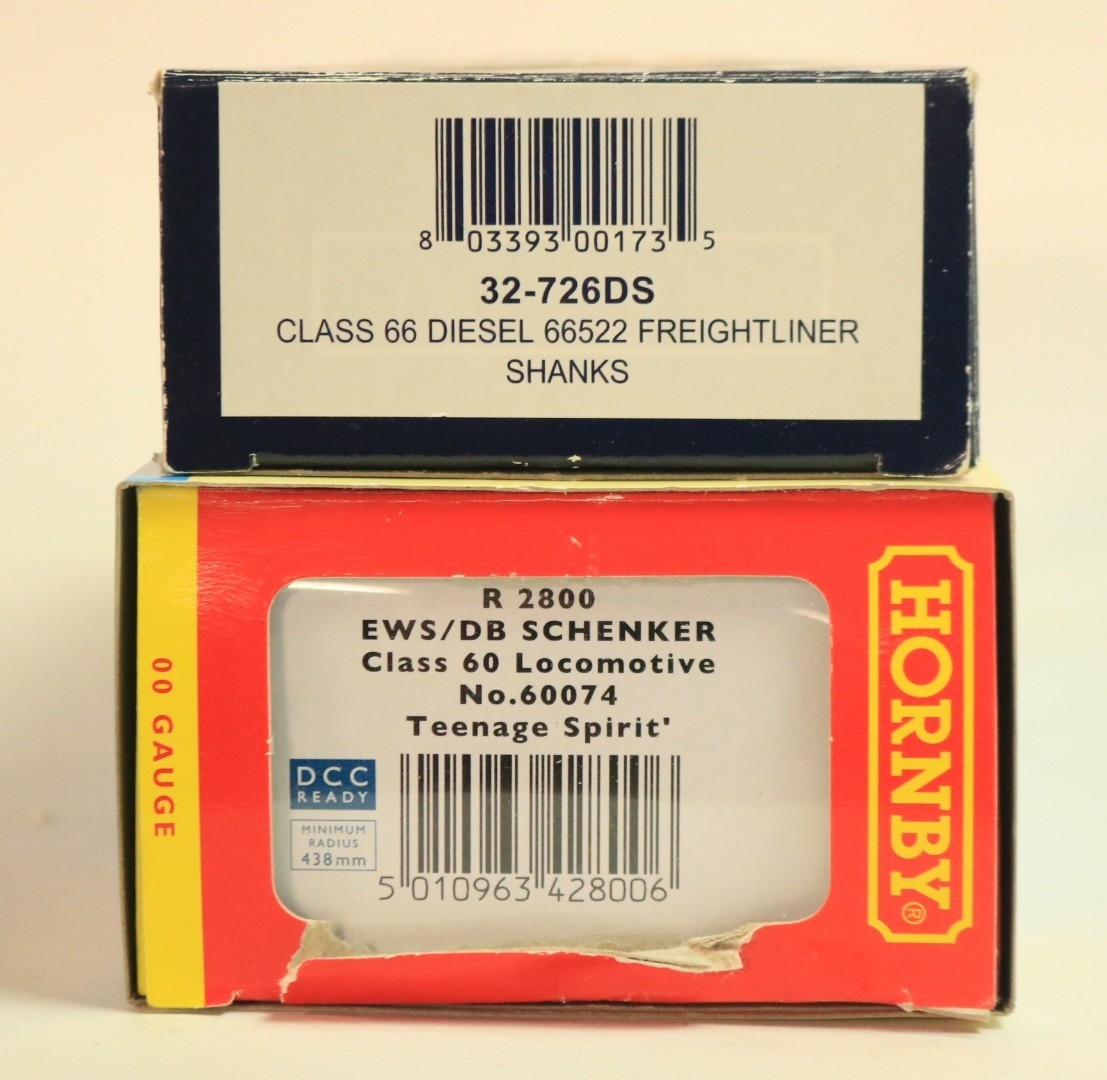 8 03393 00173 5
32-726DS
CLASS 66 DIESEL 66522 FREIGHTLINER
SHANKS
00 GAUGE
R 2800
EWS/DB SCHENKER
Class 60 Locomotive
No.60074
Teenage Spirit'
DCC
READY
MINIMUM
RADIUS
438mm
5 010963 428006
HORNBY®